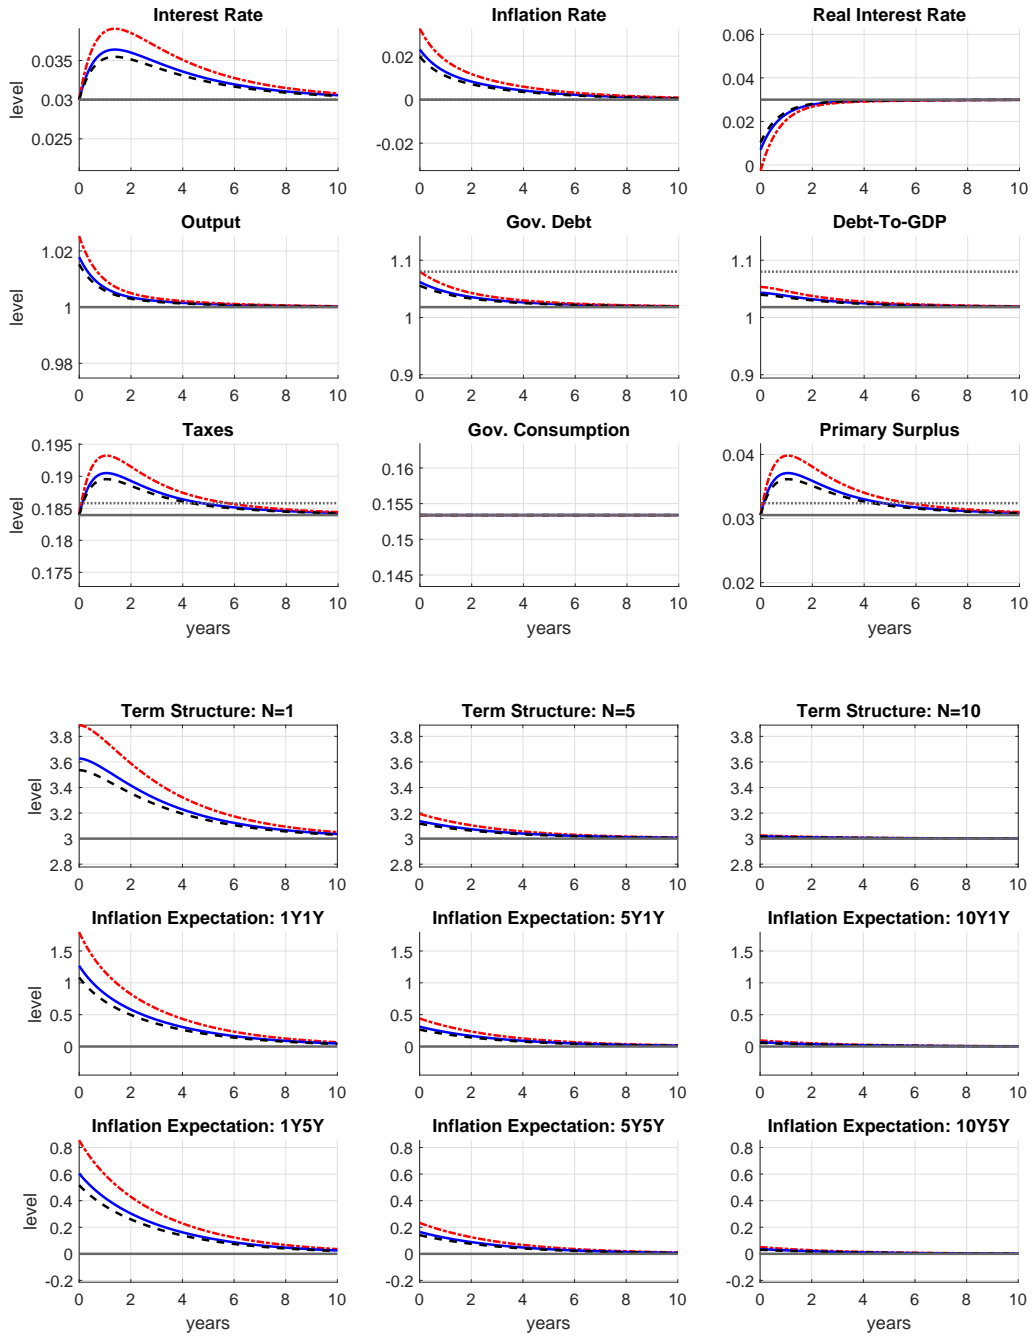 Interest Rate
Inflation Rate
Real Interest Rate
level
0.035
0.03
0.025
0.02
0
-0.02
0.06
0.04
0.02
0
0 2 4 6 8 10
0 2 4 6 8 10
0 2 4 6 8 10
Output
Gov. Debt
Debt-To-GDP
level
1.02
1
0.98
1.1
1
0.9
1.1
1
0.9
0 2 4 6 8 10
0 2 4 6 8 10
0 2 4 6 8 10
Taxes
Gov. Consumption
Primary Surplus
level
0.195
0.19
0.185
0.18
0.175
0.16
0.155
0.15
0.145
0.04
0.03
0.02
0 2 4 6 8 10
0 2 4 6 8 10
0 2 4 6 8 10
years
years
years
Term Structure: N=1
Term Structure: N=5
Term Structure: N=10
level
3.8
3.6
3.4
3.2
3
2.8
3.8
3.6
3.4
3.2
3
2.8
3.8
3.6
3.4
3.2
3
2.8
0 2 4 6 8 10
0 2 4 6 8 10
0 2 4 6 8 10
Inflation Expectation: 1Y1Y
Inflation Expectation: 5Y1Y
Inflation Expectation: 10Y1Y
level
1.5
1
0.5
0
1.5
1
0.5
0
1.5
1
0.5
0
0 2 4 6 8 10
0 2 4 6 8 10
0 2 4 6 8 10
Inflation Expectation: 1Y5Y
Inflation Expectation: 5Y5Y
Inflation Expectation: 10Y5Y
level
0.8
0.6
0.4
0.2
0
-0.2
0.8
0.6
0.4
0.2
0
-0.2
0.8
0.6
0.4
0.2
0
-0.2
0 2 4 6 8 10
0 2 4 6 8 10
0 2 4 6 8 10
years
years
years